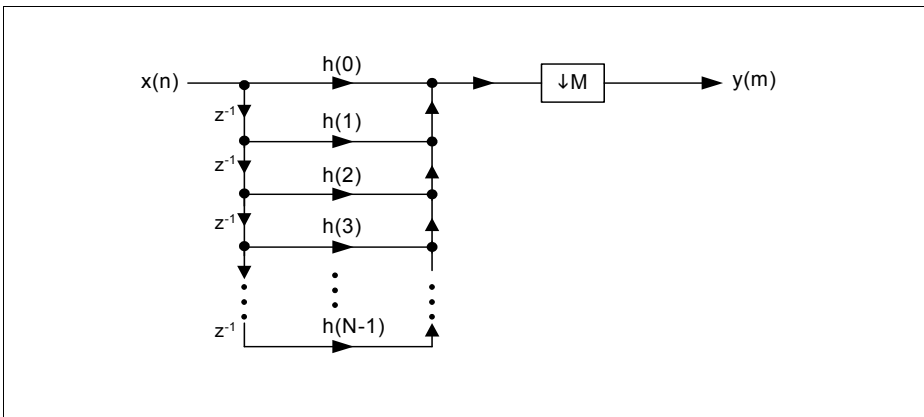 h(0)
x(n) ↓M y(m)
z⁻¹
h(1)
z⁻¹
h(2)
z⁻¹
h(3)
z⁻¹
h(N-1)